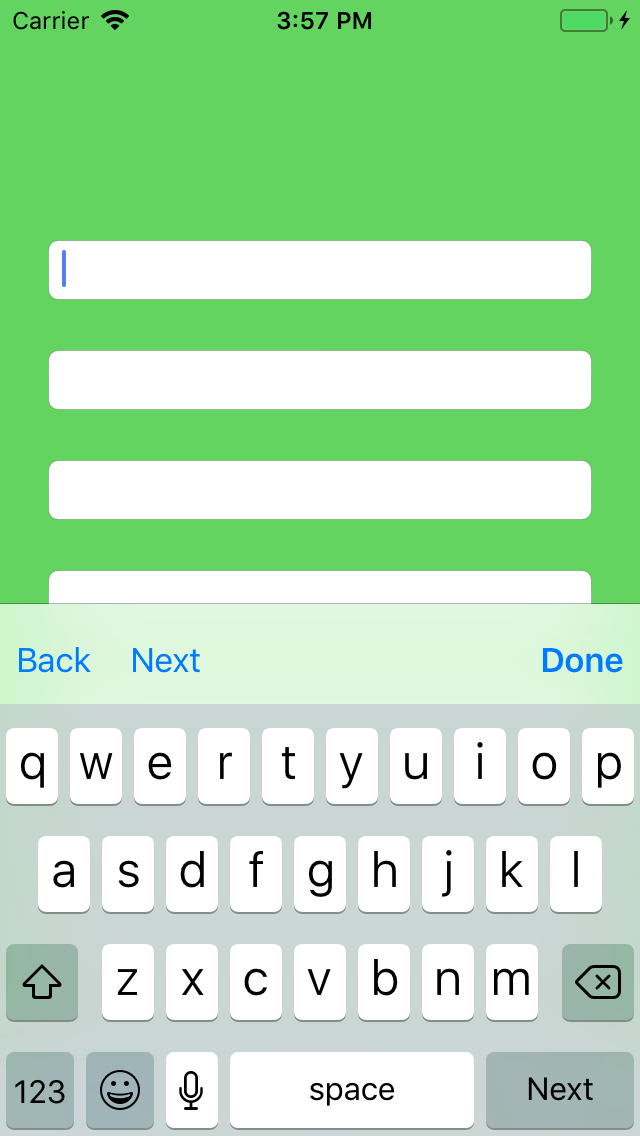 Carrier 3:57 PM
Back Next Done
q w e r t y u i o p
a s d f g h j k l
z x c v b n m
123 space Next